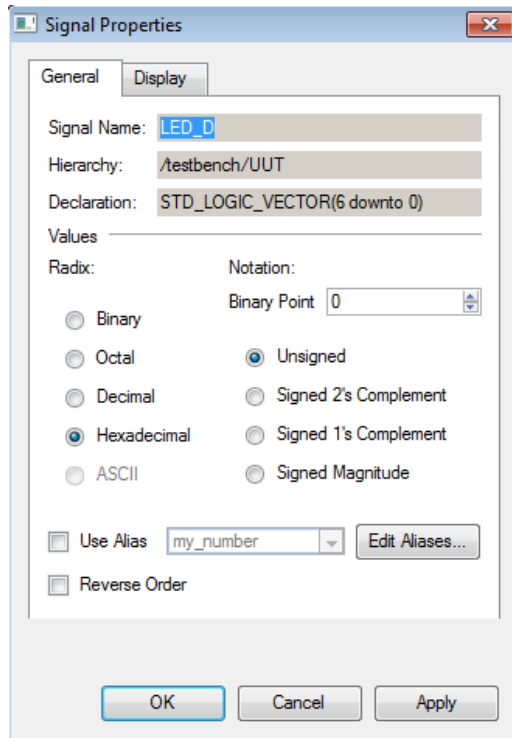 Signal Properties
General Display
Signal Name: LED_D
Hierarchy: /testbench/UUT
Declaration: STD_LOGIC_VECTOR(6 downto 0)
Values
Radix: Notation:
Binary Point 0
Binary
Octal Unsigned
Decimal Signed 2's Complement
Hexadecimal Signed 1's Complement
ASCII Signed Magnitude
Use Alias my_number Edit Aliases...
Reverse Order
OK Cancel Apply